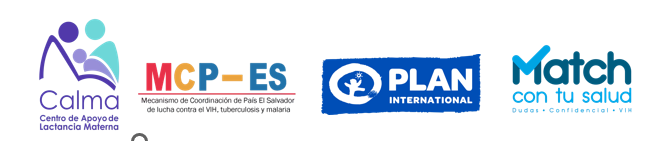 Calma
Centro de Apoyo de
Lactancia Materna
MCP-ES
Mecanismo de Coordinación de País El Salvador
de lucha contra el VIH, tuberculosis y malaria
PLAN
INTERNATIONAL
Match
con tu salud
Dudas • Confidencial • VIH